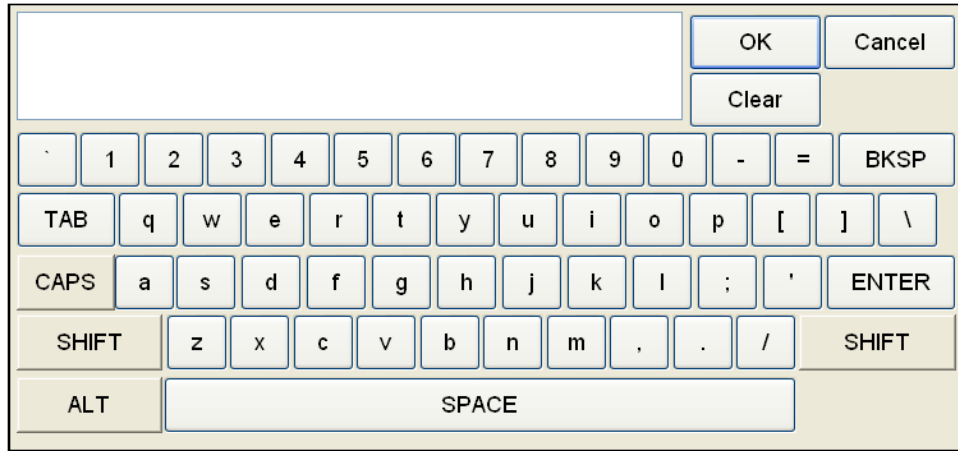 OK Cancel
Clear
` 1 2 3 4 5 6 7 8 9 0 - = BKSP
TAB q w e r t y u i o p [ ] \
CAPS a s d f g h j k l ; ' ENTER
SHIFT z x c v b n m , . / SHIFT
ALT SPACE